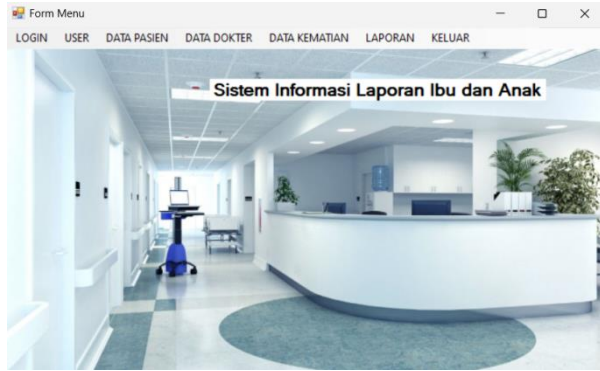 Form Menu
LOGIN USER DATA PASIEN DATA DOKTER DATA KEMATIAN LAPORAN KELUAR
Sistem Informasi Laporan Ibu dan Anak